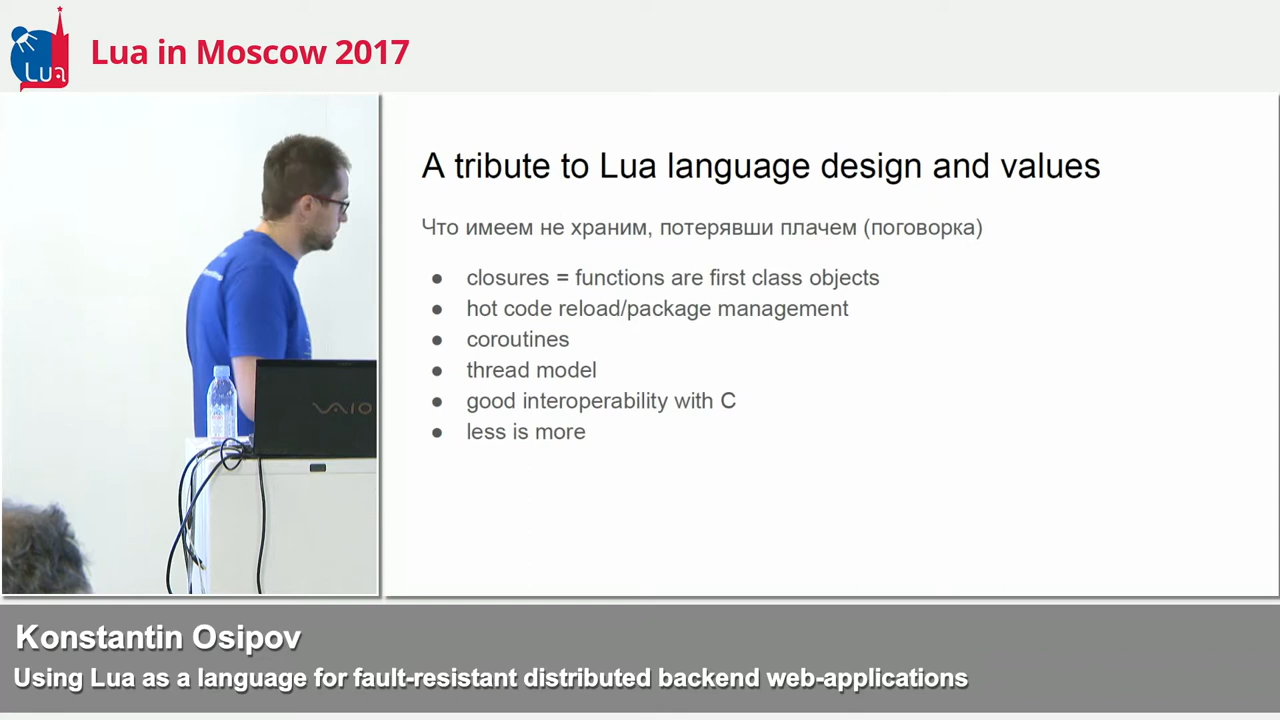 Lua
Lua in Moscow 2017
A tribute to Lua language design and values
Что имеем не храним, потерявши плачем (поговорка)
● closures = functions are first class objects
● hot code reload/package management
● coroutines
● thread model
● good interoperability with C
● less is more
VAIO
Konstantin Osipov
Using Lua as a language for fault-resistant distributed backend web-applications